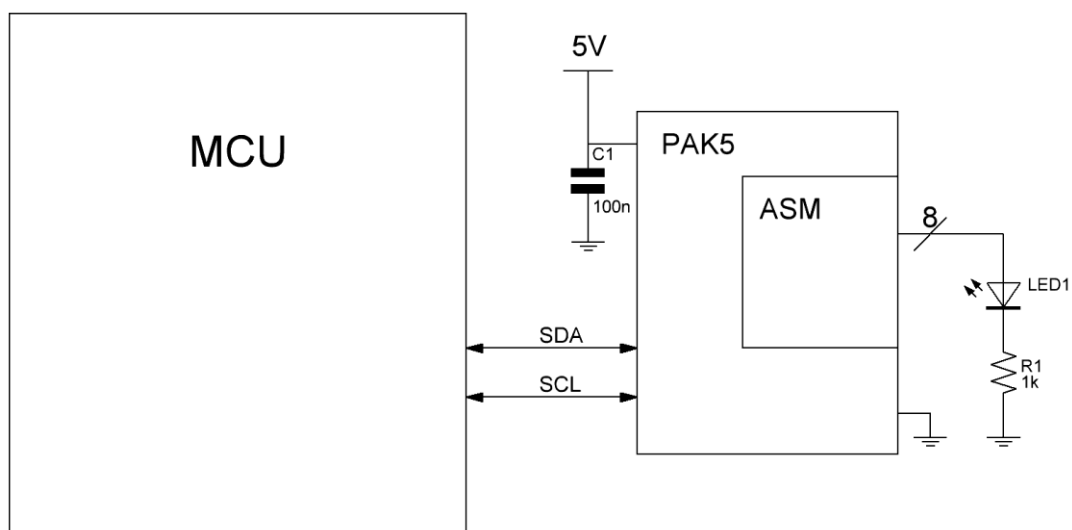 MCU
5V
C1
100n
PAK5
ASM
8
LED1
R1
1k
SDA
SCL